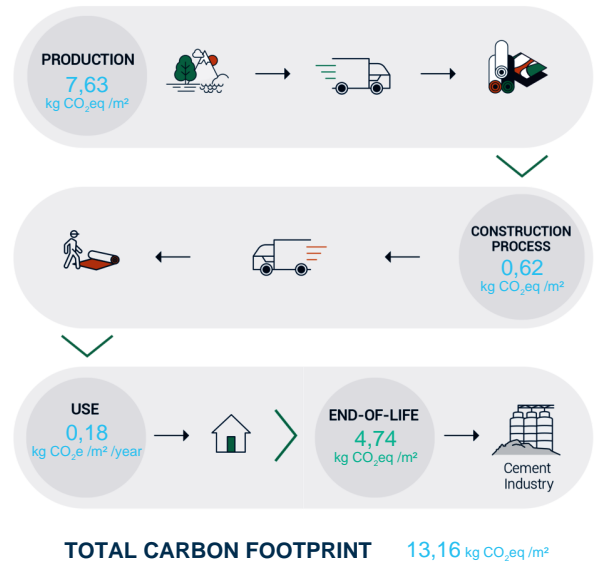 PRODUCTION
7,63
kg CO₂eq /m²
CONSTRUCTION
PROCESS
0,62
kg CO₂eq /m²
USE
0,18
kg CO₂e /m² /year
END-OF-LIFE
4,74
kg CO₂eq /m²
Cement
Industry
TOTAL CARBON FOOTPRINT 13,16 kg CO₂eq /m²